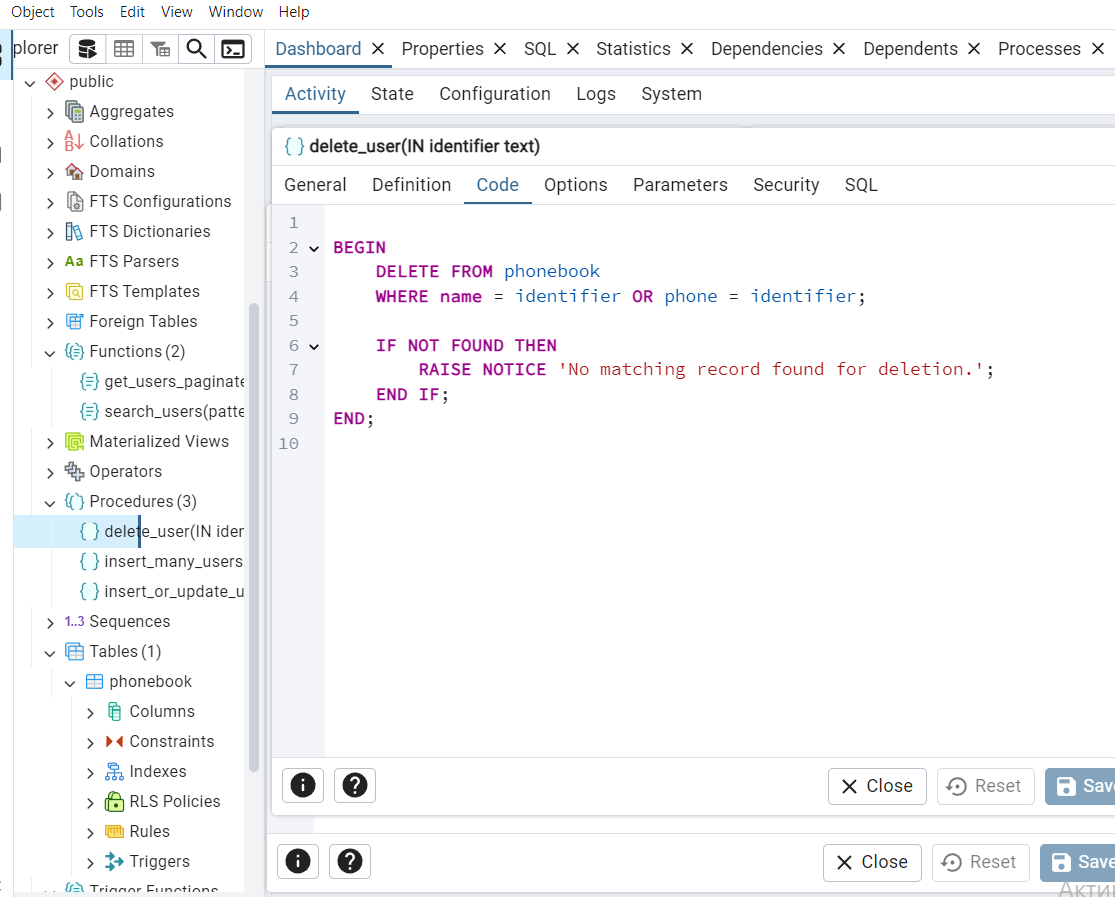 Object Tools Edit View Window Help
plorer
Dashboard Properties SQL Statistics Dependencies Dependents Processes
Activity State Configuration Logs System
public
Aggregates
Collations
Domains
FTS Configurations
FTS Dictionaries
Aa FTS Parsers
FTS Templates
Foreign Tables
Functions (2)
get_users_paginate
search_users(patte
Materialized Views
Operators
Procedures (3)
delete_user(IN iden
insert_many_users
insert_or_update_u
1..3 Sequences
Tables (1)
phonebook
Columns
Constraints
Indexes
RLS Policies
Rules
Triggers
Trigger Functions
delete_user(IN identifier text)
General Definition Code Options Parameters Security SQL
1
2 BEGIN
3 DELETE FROM phonebook
4 WHERE name = identifier OR phone = identifier;
5
6 IF NOT FOUND THEN
7 RAISE NOTICE 'No matching record found for deletion.';
8 END IF;
9 END;
10
Close Reset Save
Close Reset Save